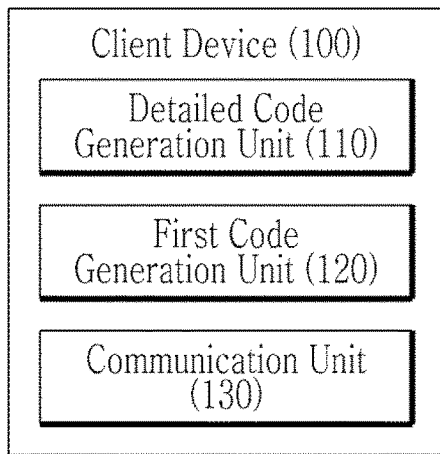 Client Device (100)
Detailed Code
Generation Unit (110)
First Code
Generation Unit (120)
Communication Unit
(130)